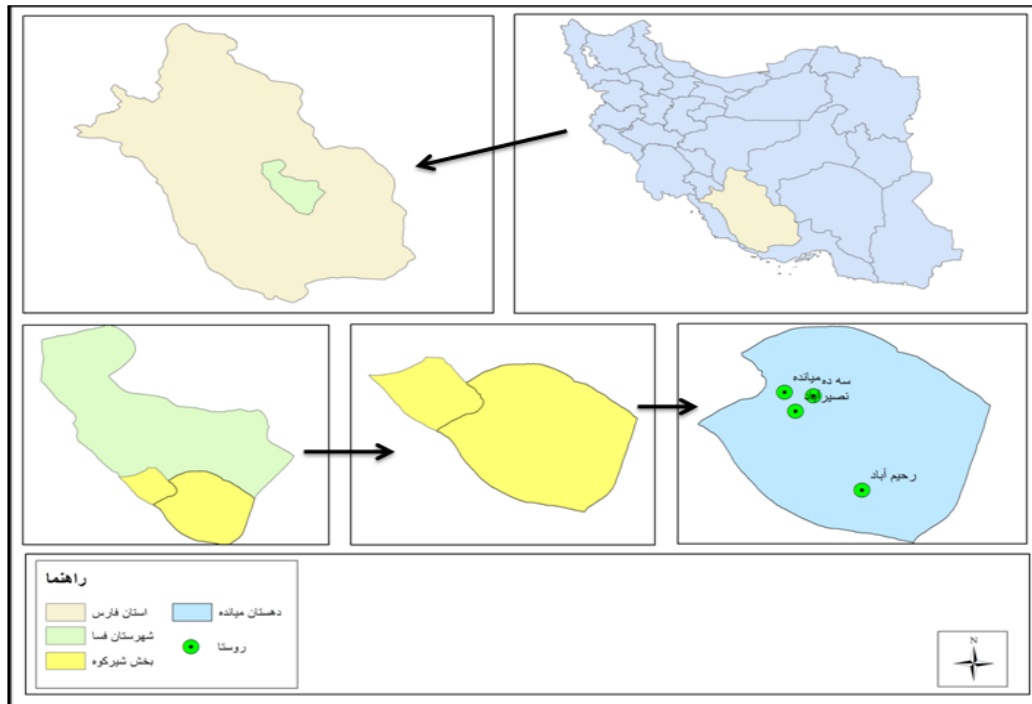 میانده
سه ده
نصیرآباد
رحیم آباد
راهنما
استان فارس
شهرستان فسا
بخش شیرکوه
دهستان میانده
روستا
N